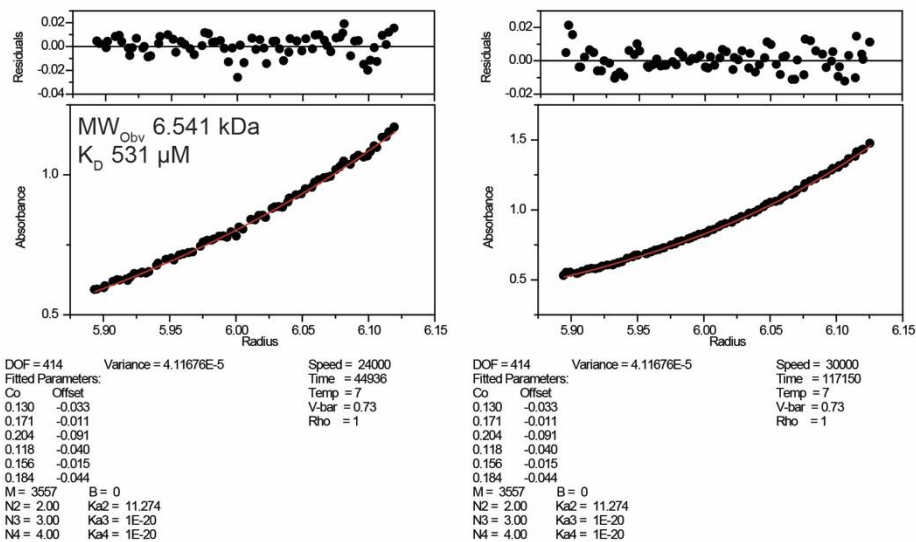 0.02
0.00
-0.02
-0.04
Residuals
MW_Obv 6.541 kDa
K_D 531 µM
1.0
0.5
Absorbance
5.90 5.95 6.00 6.05 6.10 6.15
Radius
DOF = 414 Variance = 4.11676E-5 Speed = 24000
Fitted Parameters: Time = 44936
Co Offset Temp = 7
0.130 -0.033 V-bar = 0.73
0.171 -0.011 Rho = 1
0.204 -0.091
0.118 -0.040
0.156 -0.015
0.184 -0.044
M = 3557 B = 0
N2 = 2.00 Ka2 = 11.274
N3 = 3.00 Ka3 = 1E-20
N4 = 4.00 Ka4 = 1E-20
0.02
0.00
-0.02
Residuals
1.5
1.0
0.5
Absorbance
5.90 5.95 6.00 6.05 6.10 6.15
Radius
DOF = 414 Variance = 4.11676E-5 Speed = 30000
Fitted Parameters: Time = 117150
Co Offset Temp = 7
0.130 -0.033 V-bar = 0.73
0.171 -0.011 Rho = 1
0.204 -0.091
0.118 -0.040
0.156 -0.015
0.184 -0.044
M = 3557 B = 0
N2 = 2.00 Ka2 = 11.274
N3 = 3.00 Ka3 = 1E-20
N4 = 4.00 Ka4 = 1E-20